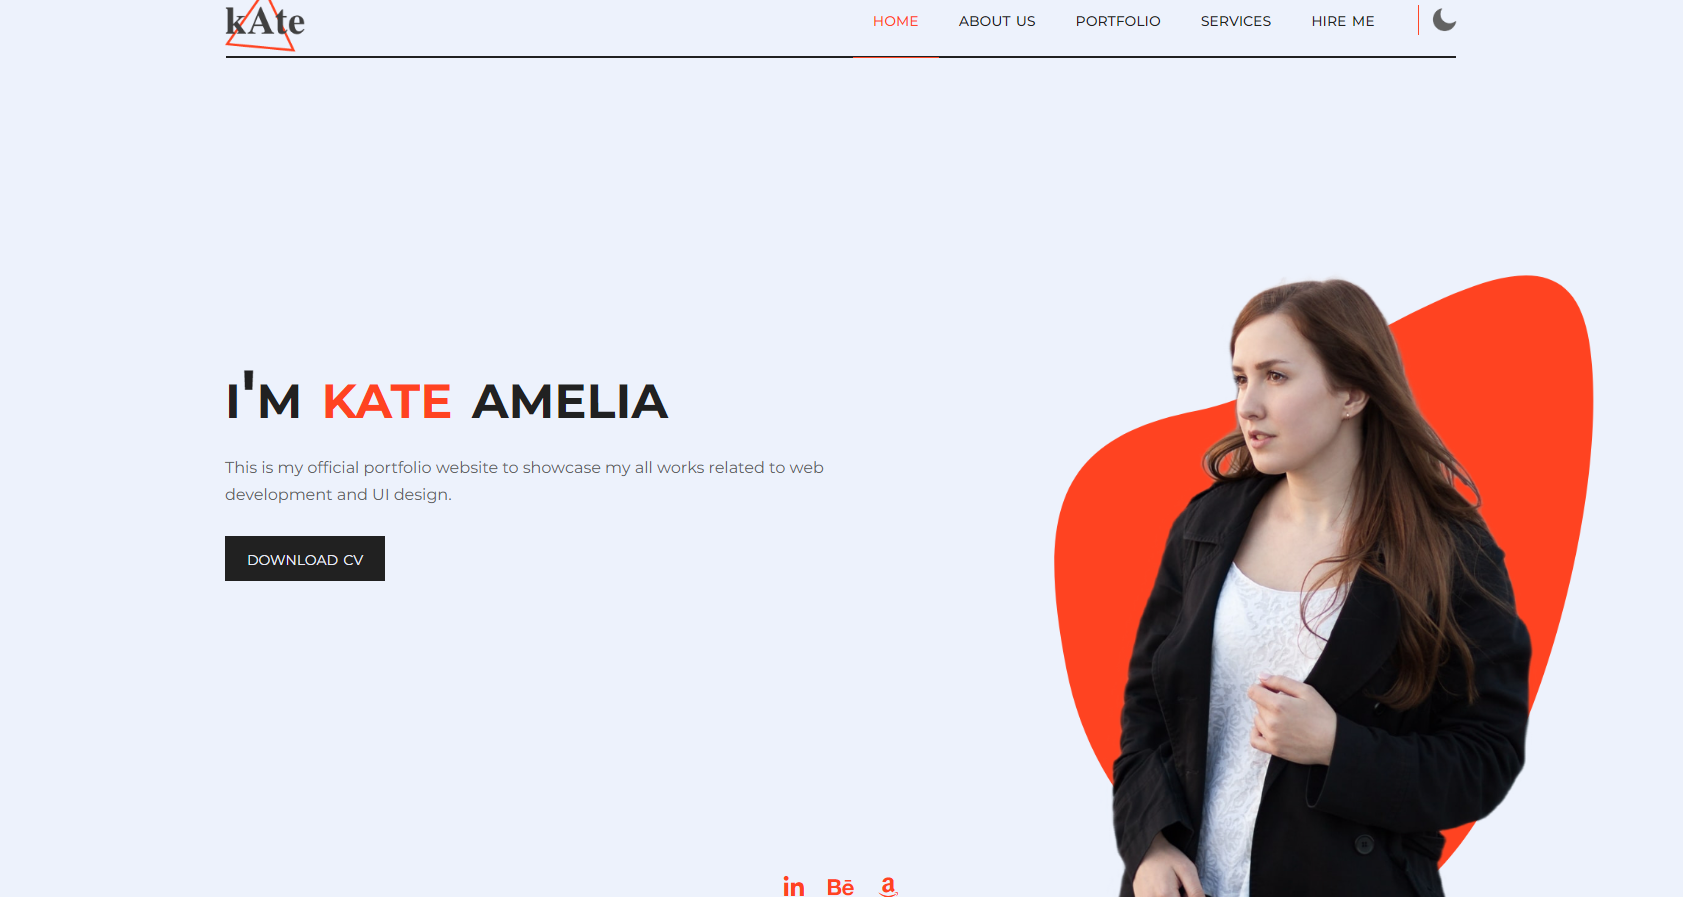 kAte
HOME ABOUT US PORTFOLIO SERVICES HIRE ME
I'M KATE AMELIA
This is my official portfolio website to showcase my all works related to web
development and UI design.
DOWNLOAD CV
in Bē a